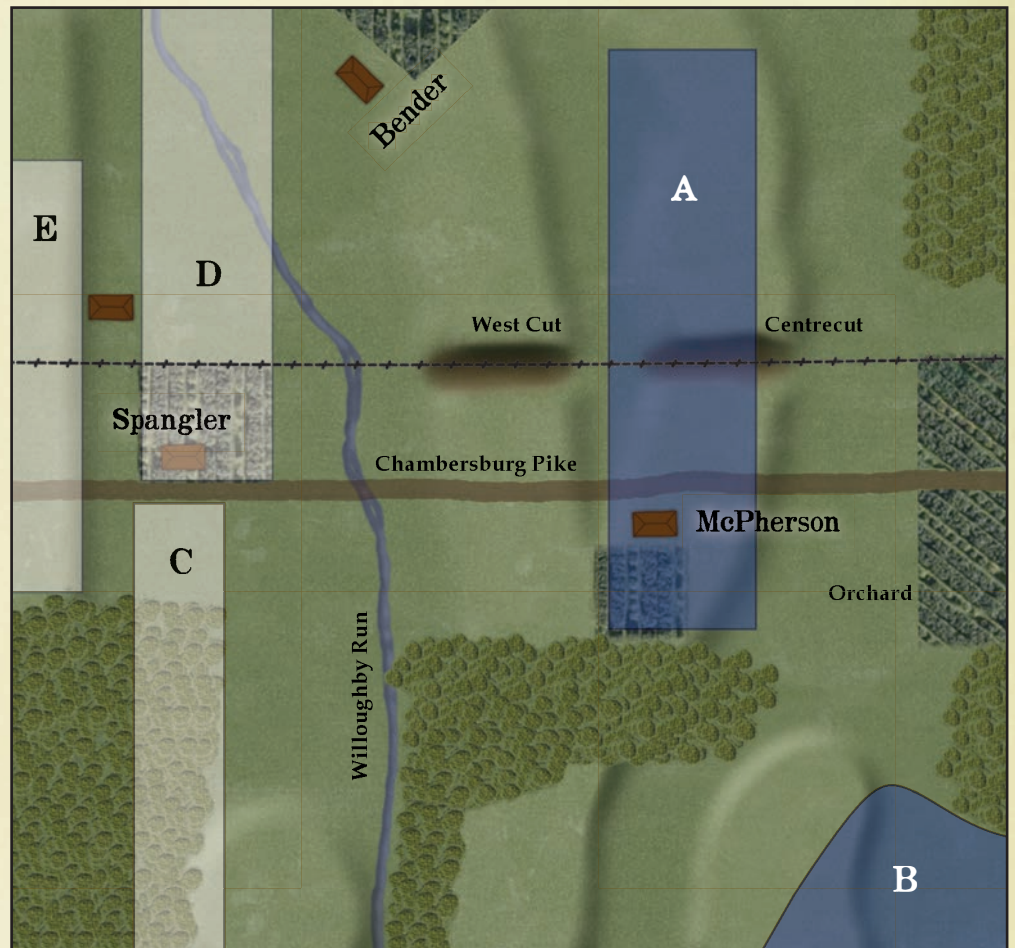 Bender
A
E
D
West Cut
Centrecut
Spangler
Chambersburg Pike
McPherson
C
Orchard
Willoughby Run
B